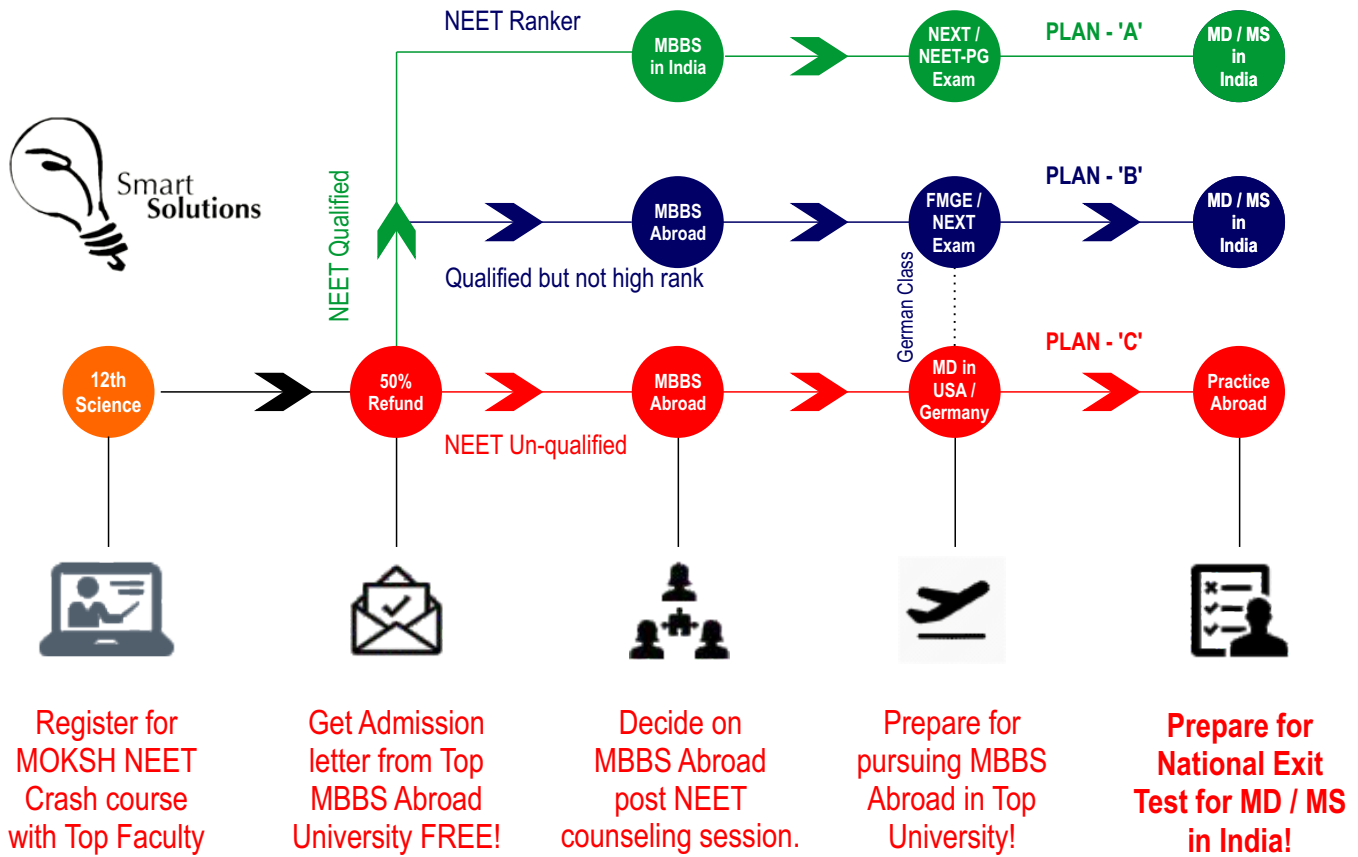 NEET Ranker
MBBS
in India
NEXT /
NEET-PG
Exam
PLAN - 'A'
MD / MS
in
India
Smart
Solutions
NEET Qualified
MBBS
Abroad
FMGE /
NEXT
Exam
PLAN - 'B'
MD / MS
in
India
Qualified but not high rank
German Class
12th
Science
50%
Refund
MBBS
Abroad
MD in
USA /
Germany
PLAN - 'C'
Practice
Abroad
NEET Un-qualified
Register for
MOKSH NEET
Crash course
with Top Faculty
Get Admission
letter from Top
MBBS Abroad
University FREE!
Decide on
MBBS Abroad
post NEET
counseling session.
Prepare for
pursuing MBBS
Abroad in Top
University!
Prepare for
National Exit
Test for MD / MS
in India!